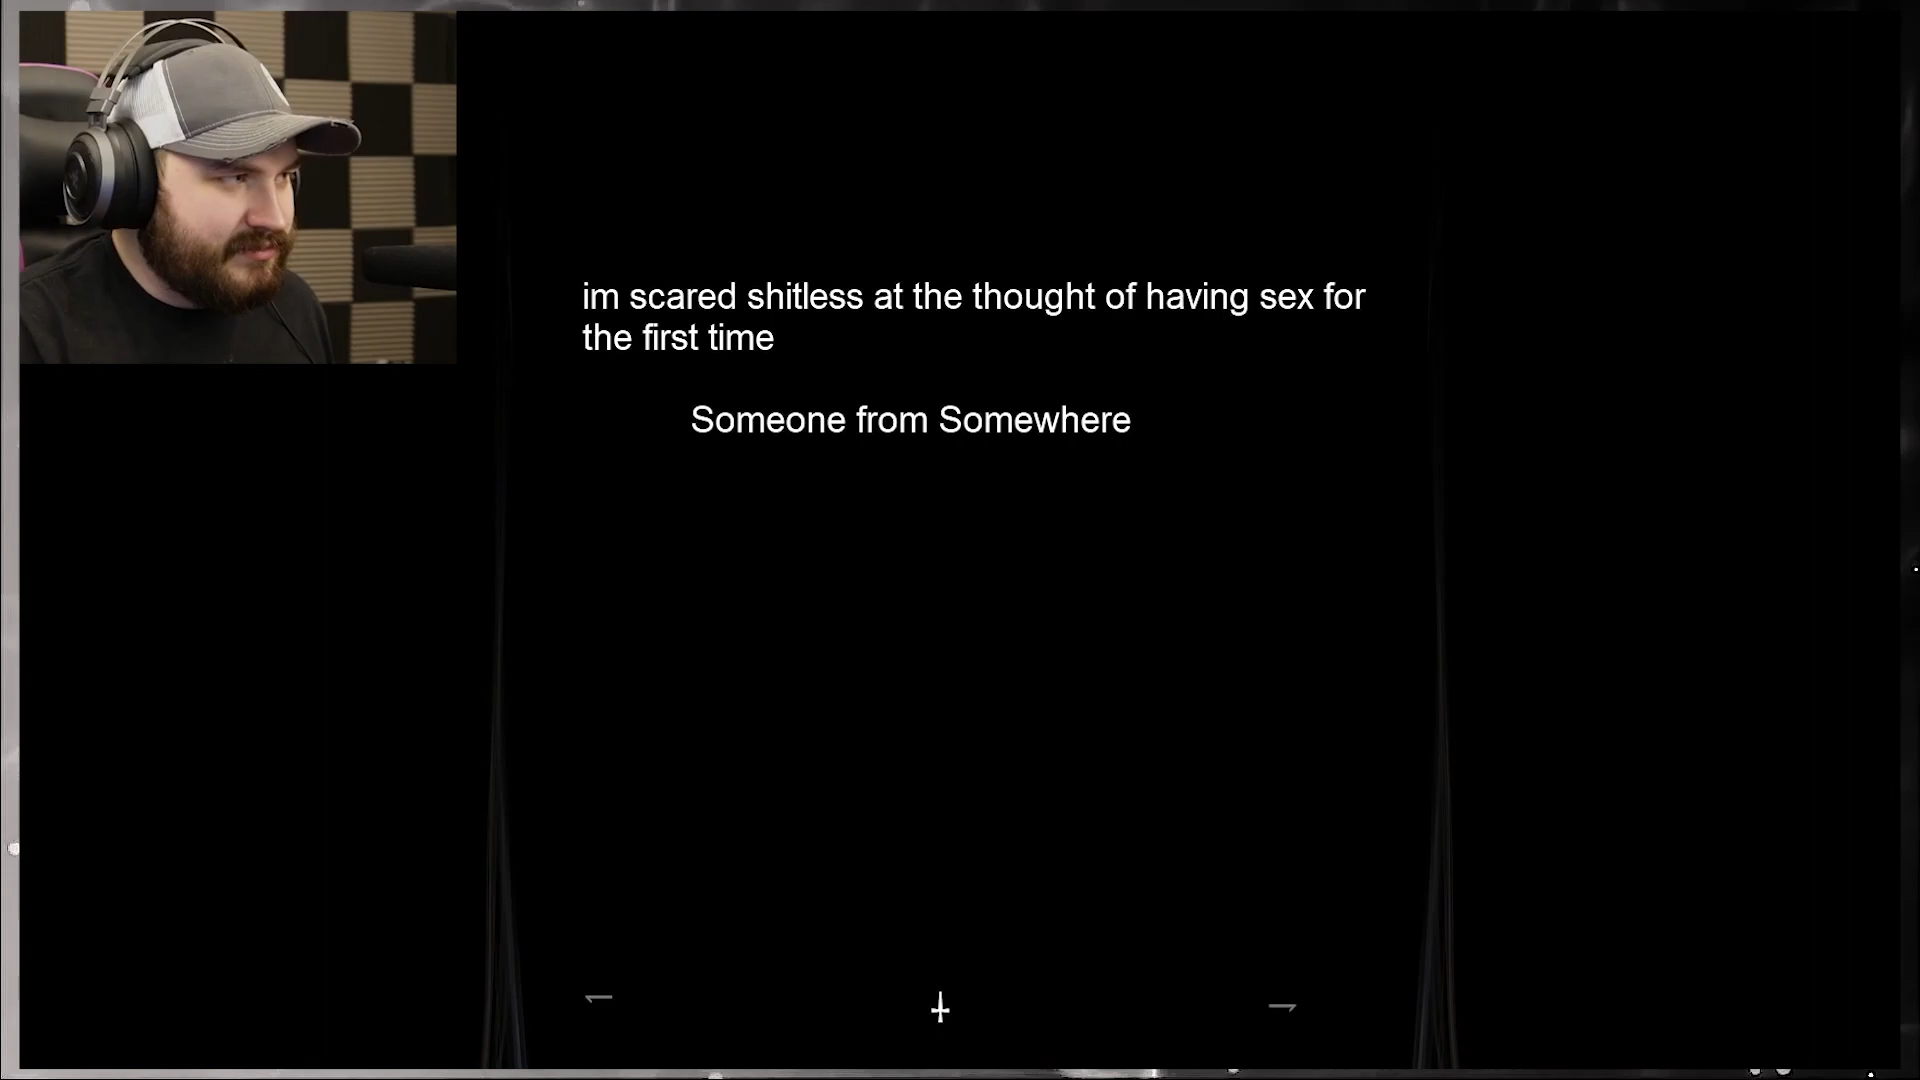 im scared shitless at the thought of having sex for
the first time
Someone from Somewhere